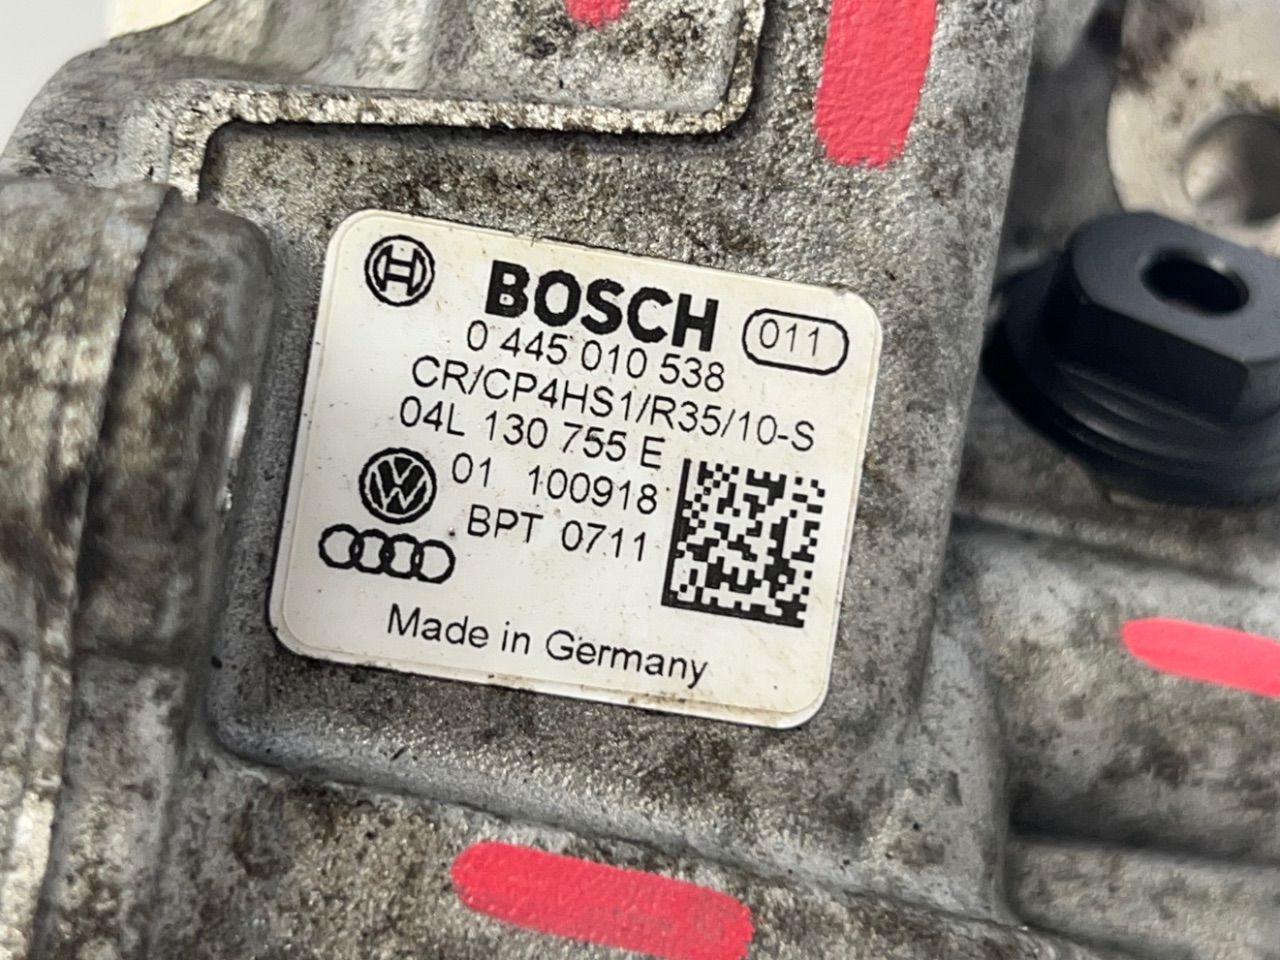 BOSCH 011
0 445 010 538
CR/CP4HS1/R35/10-S
04L 130 755 E
01 100918
BPT 0711
Made in Germany